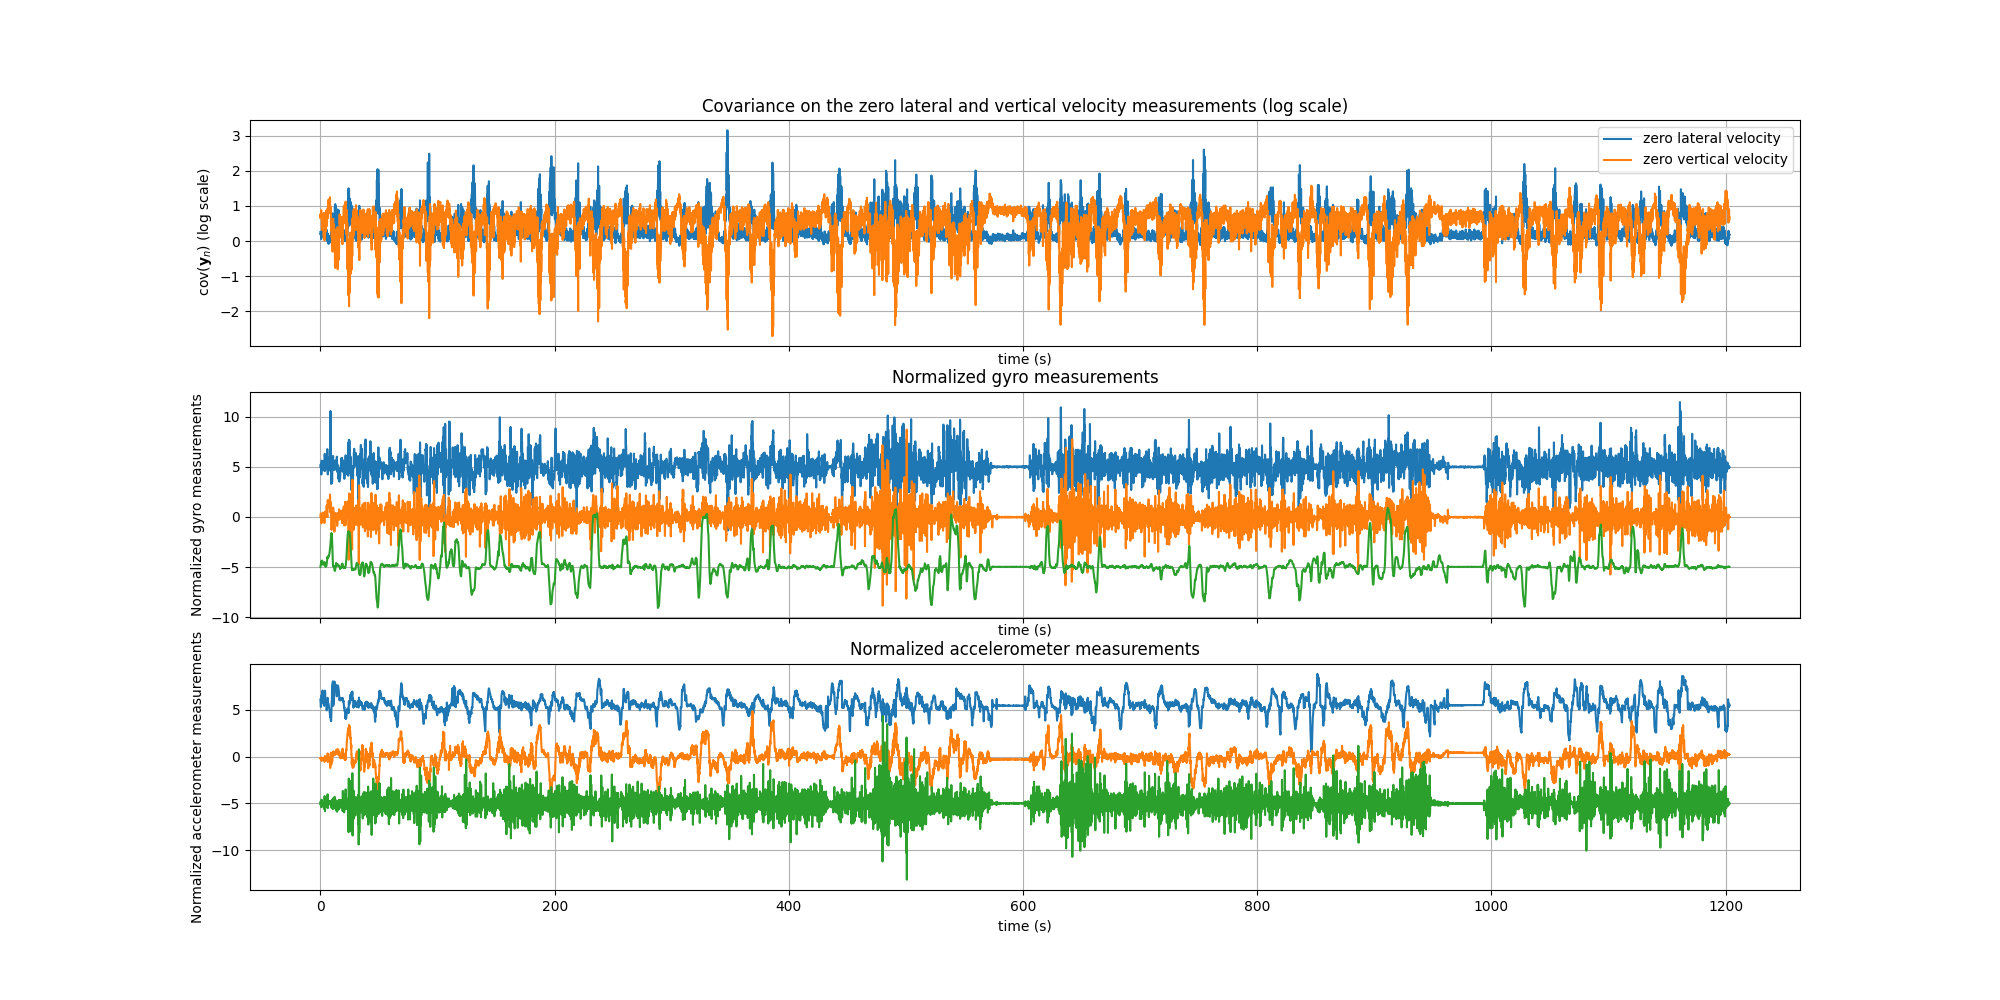 Covariance on the zero lateral and vertical velocity measurements (log scale)
cov(yₙ) (log scale)
3
2
1
0
−1
−2
zero lateral velocity
zero vertical velocity
time (s)
Normalized gyro measurements
Normalized gyro measurements
10
5
0
−5
−10
time (s)
Normalized accelerometer measurements
Normalized accelerometer measurements
5
0
−5
−10
0 200 400 600 800 1000 1200
time (s)